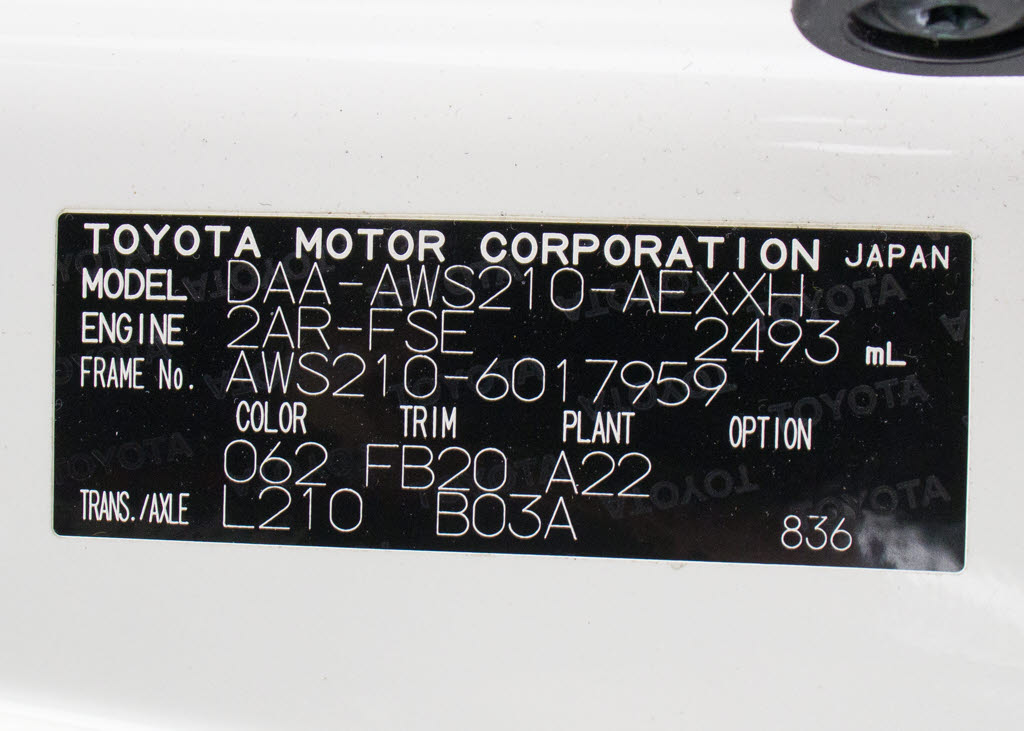 TOYOTA MOTOR CORPORATION JAPAN
MODEL DAA-AWS210-AEXXH
ENGINE 2AR-FSE 2493 mL
FRAME No. AWS210-6017959
COLOR TRIM PLANT OPTION
062 FB20 A22
TRANS./AXLE L210 B03A 836